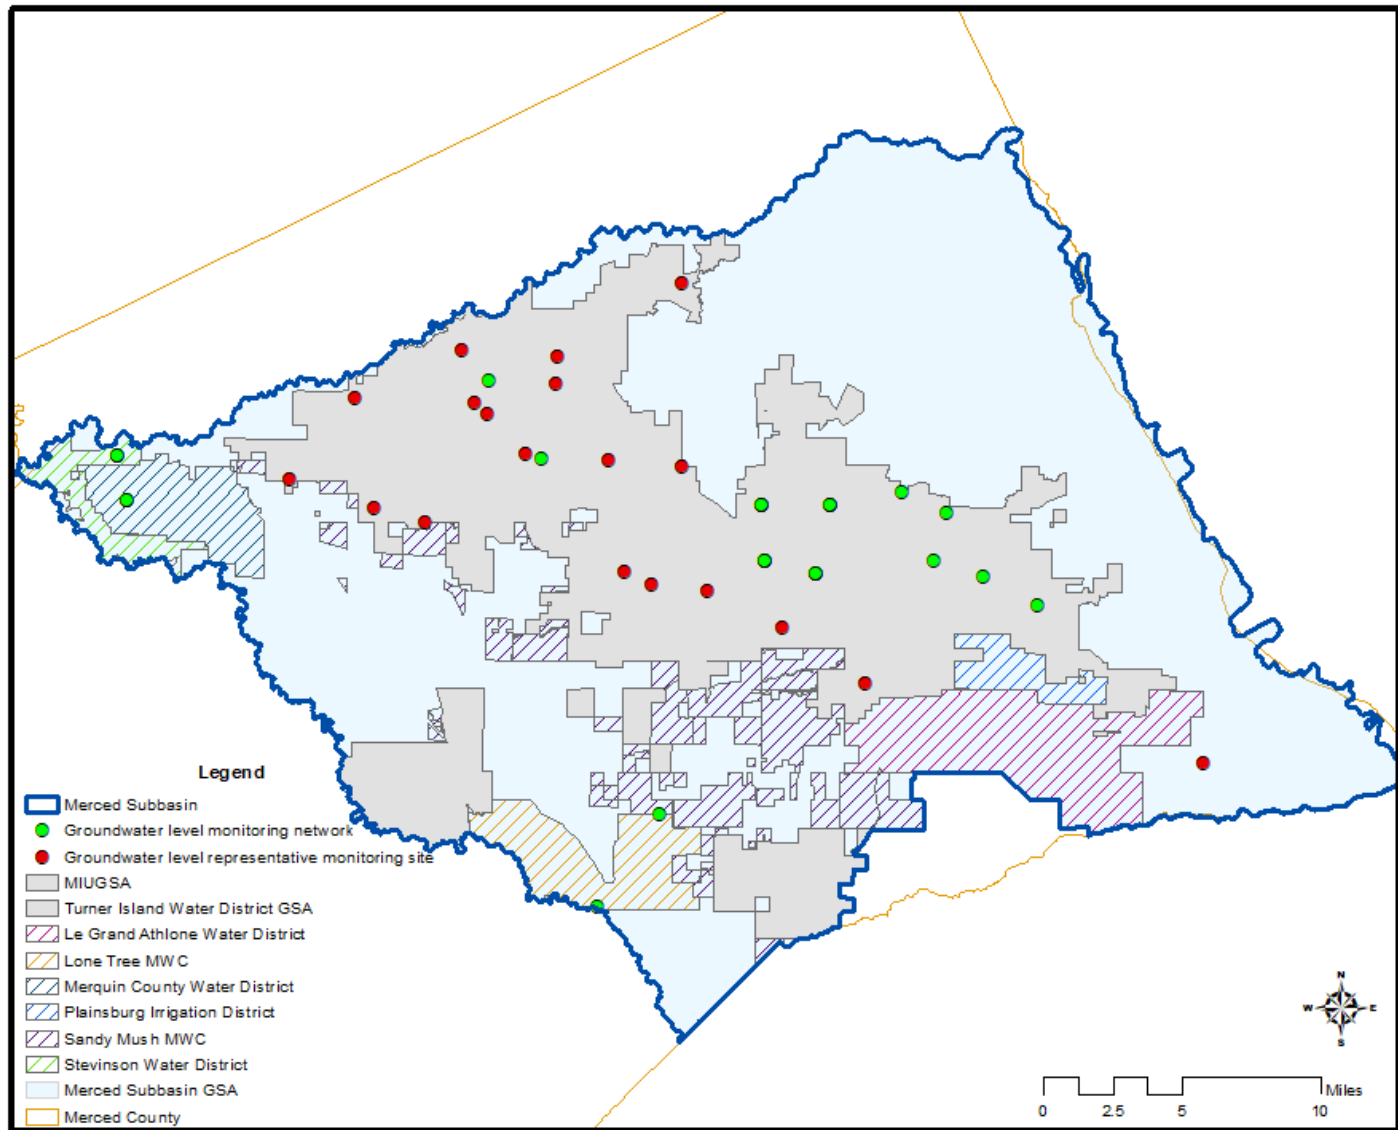 Legend
Merced Subbasin
Groundwater level monitoring network
Groundwater level representative monitoring site
MIUGSA
Turner Island Water District GSA
Le Grand Athlone Water District
Lone Tree MWC
Merquin County Water District
Plainsburg Irrigation District
Sandy Mush MWC
Stevinson Water District
Merced Subbasin GSA
Merced County
N
W E
S
Miles
0 2.5 5 10